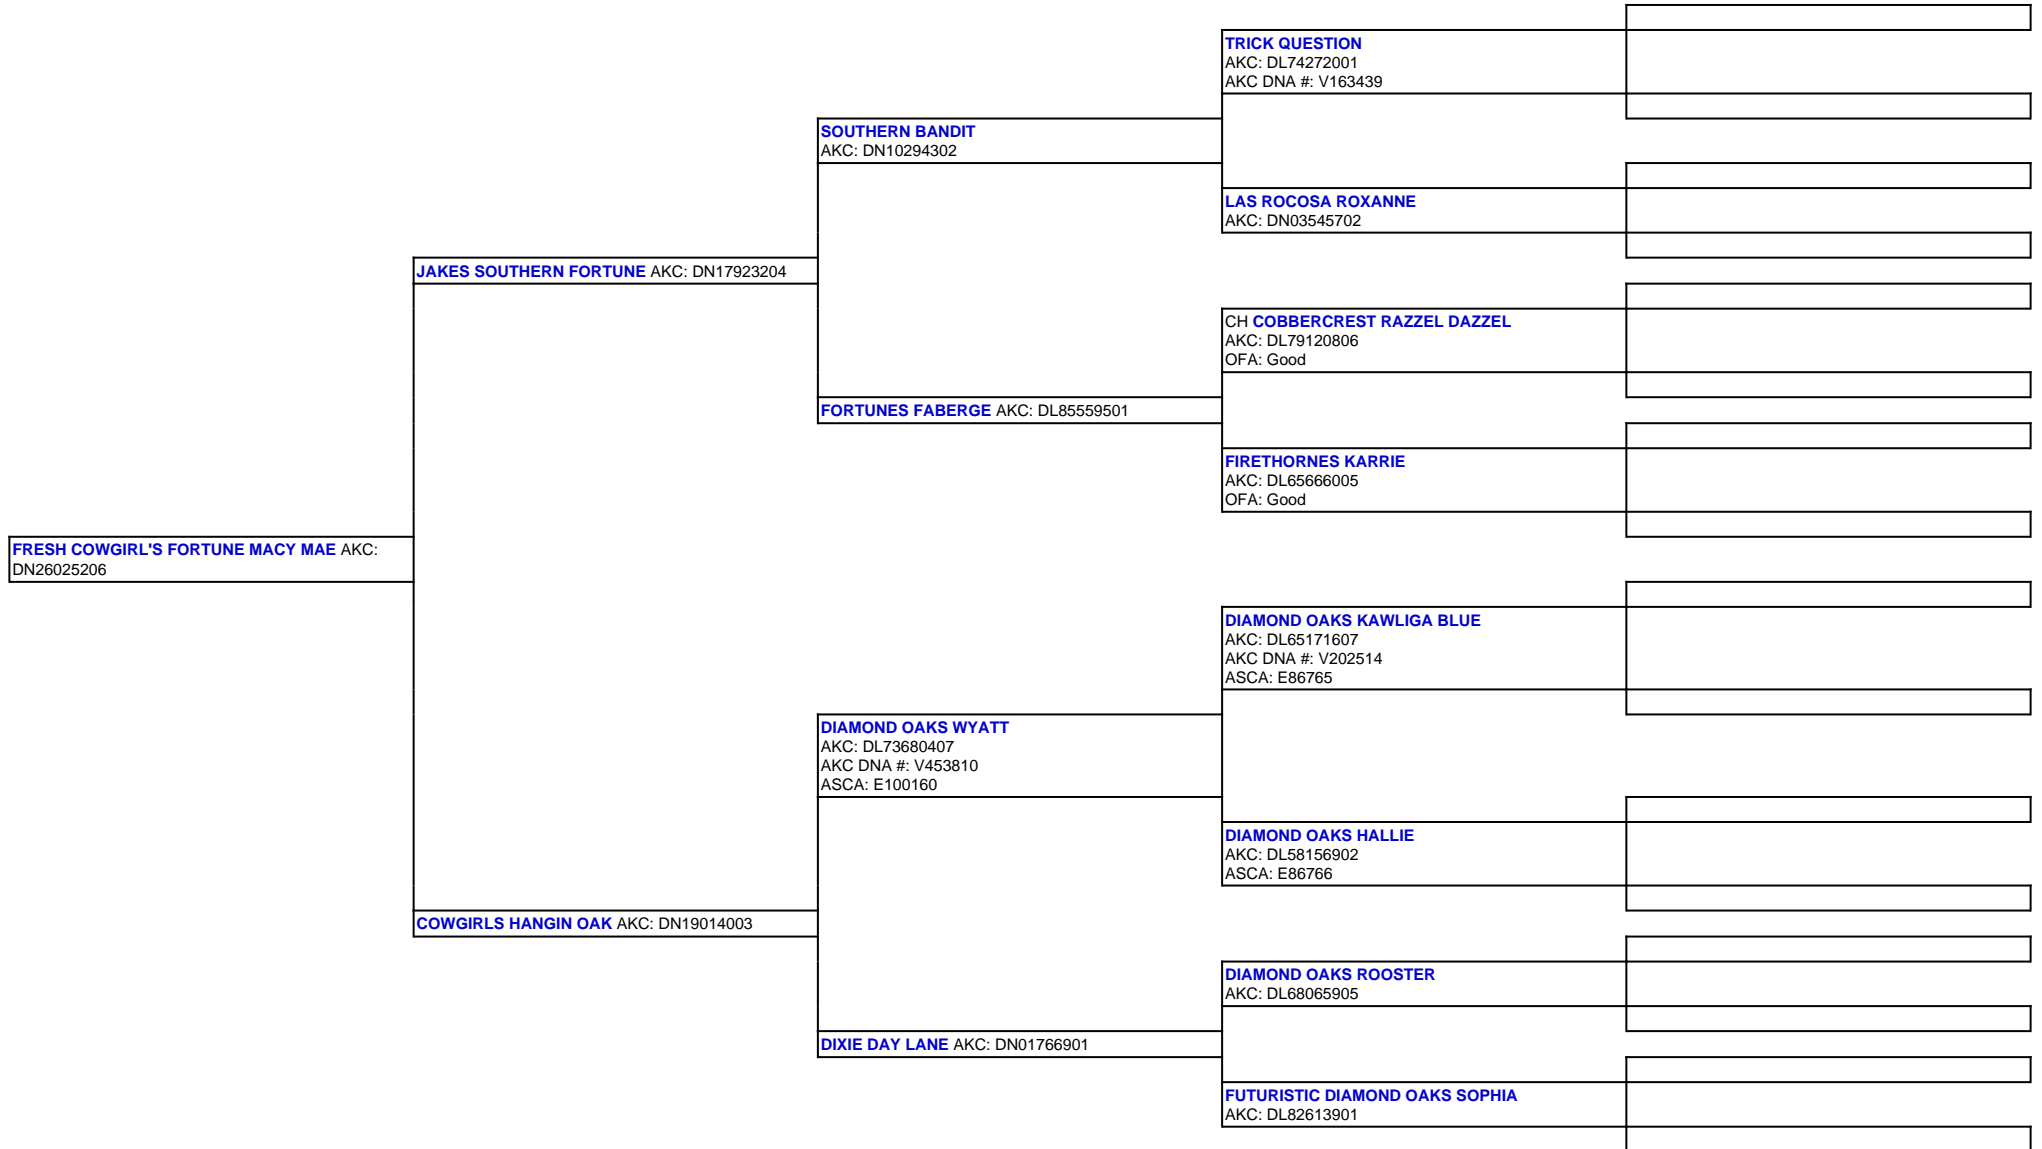 TRICK QUESTION
AKC: DL74272001
AKC DNA #: V163439
SOUTHERN BANDIT
AKC: DN10294302
LAS ROCOSA ROXANNE
AKC: DN03545702
JAKES SOUTHERN FORTUNE AKC: DN17923204
CH COBBERCREST RAZZEL DAZZEL
AKC: DL79120806
OFA: Good
FORTUNES FABERGE AKC: DL85559501
FIRETHORNES KARRIE
AKC: DL65666005
OFA: Good
FRESH COWGIRL'S FORTUNE MACY MAE AKC:
DN26025206
DIAMOND OAKS KAWLIGA BLUE
AKC: DL65171607
AKC DNA #: V202514
ASCA: E86765
DIAMOND OAKS WYATT
AKC: DL73680407
AKC DNA #: V453810
ASCA: E100160
DIAMOND OAKS HALLIE
AKC: DL58156902
ASCA: E86766
COWGIRLS HANGIN OAK AKC: DN19014003
DIAMOND OAKS ROOSTER
AKC: DL68065905
DIXIE DAY LANE AKC: DN01766901
FUTURISTIC DIAMOND OAKS SOPHIA
AKC: DL82613901